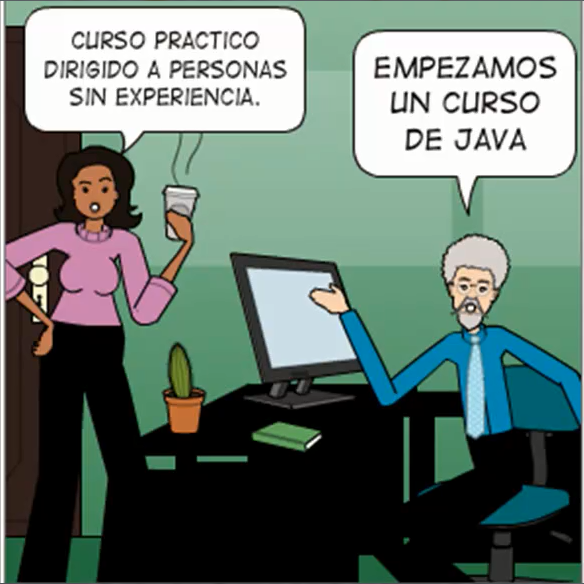 CURSO PRACTICO
DIRIGIDO A PERSONAS
SIN EXPERIENCIA.
EMPEZAMOS
UN CURSO
DE JAVA